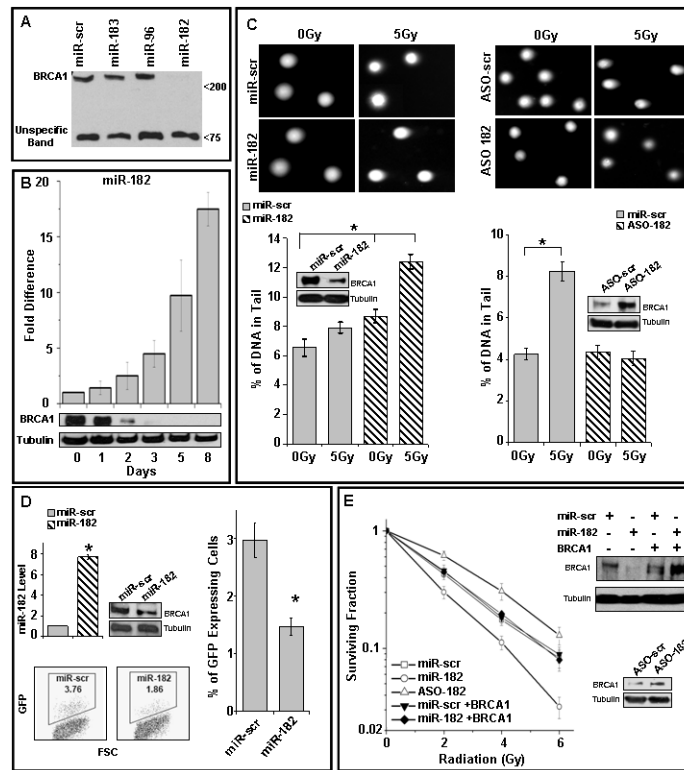 A
miR-scr
miR-183
miR-96
miR-182
BRCA1
<200
Unspecific
Band
<75
B
miR-182
Fold Difference
20
15
10
5
0
BRCA1
Tubulin
0 1 2 3 5 8
Days
C
0Gy 5Gy
miR-scr
miR-182
0Gy 5Gy
ASO-scr
ASO 182
miR-scr
miR-182
*
% of DNA in Tail
14
12
10
8
6
4
2
0
miR-scr
miR-182
BRCA1
Tubulin
0Gy 5Gy 0Gy 5Gy
miR-scr
ASO-182
*
% of DNA in Tail
10
8
6
4
2
0
ASO-scr
ASO-182
BRCA1
Tubulin
0Gy 5Gy 0Gy 5Gy
D
miR-scr
miR-182
miR-182 Level
8
6
4
2
0
*
miR-scr
miR-182
BRCA1
Tubulin
GFP
miR-scr
3.76
miR-182
1.86
FSC
% of GFP Expressing Cells
3
2
1
0
*
miR-scr
miR-182
E
Surviving Fraction
1
0.1
0.02
miR-scr
miR-182
ASO-182
miR-scr +BRCA1
miR-182 +BRCA1
0 2 4 6
Radiation (Gy)
miR-scr + - + -
miR-182 - + - +
BRCA1 - - + +
BRCA1
Tubulin
ASO-scr
ASO-182
BRCA1
Tubulin